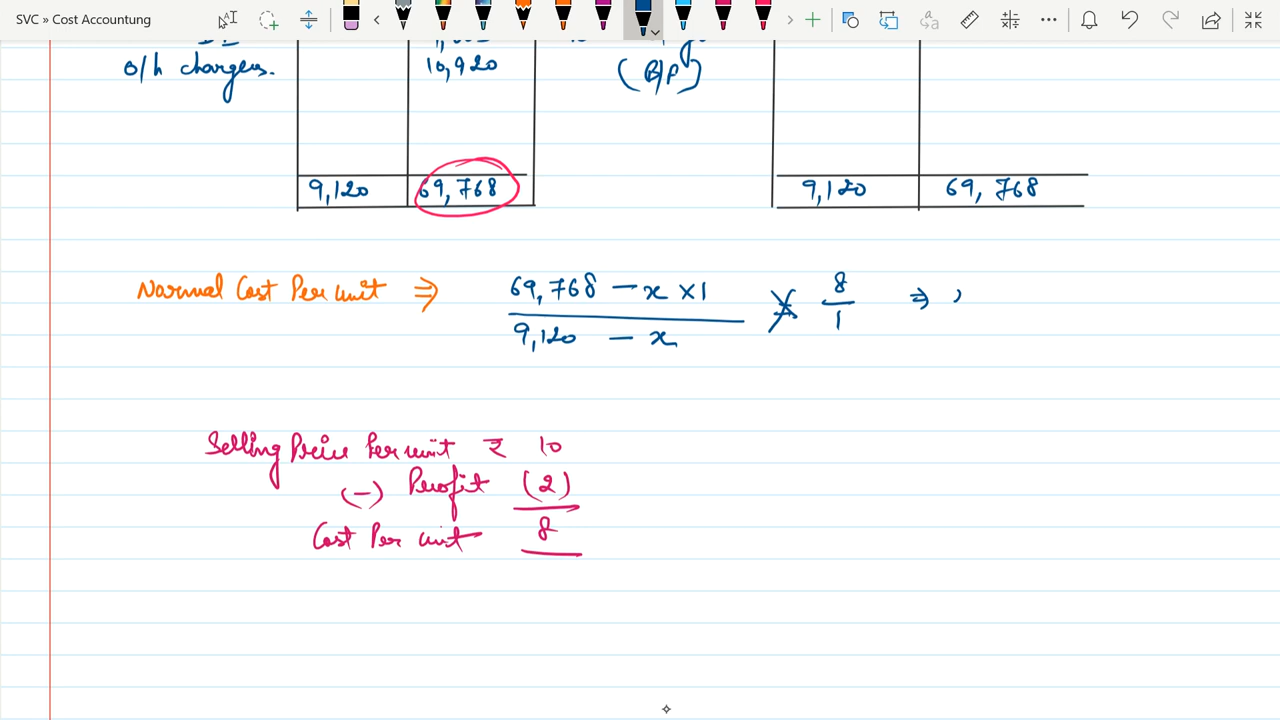 SVC » Cost Accountung
o/h charges.
10,920
(B/P)
9,120 69,768 9,120 69,768
Normal Cost Per unit ⇒ 69,768 - x × 1 / 9,120 - x 8/1 ⇒
Selling Price Per unit ₹ 10
(-) Profit (2)
Cost Per unit 8